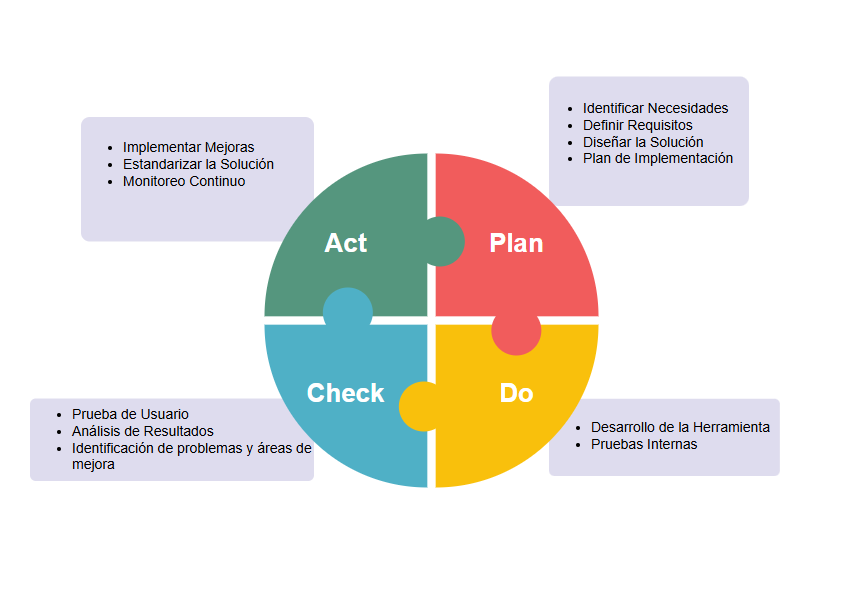 Identificar Necesidades
Definir Requisitos
Diseñar la Solución
Plan de Implementación
Implementar Mejoras
Estandarizar la Solución
Monitoreo Continuo
Act
Plan
Check
Do
Prueba de Usuario
Análisis de Resultados
Identificación de problemas y áreas de
mejora
Desarrollo de la Herramienta
Pruebas Internas